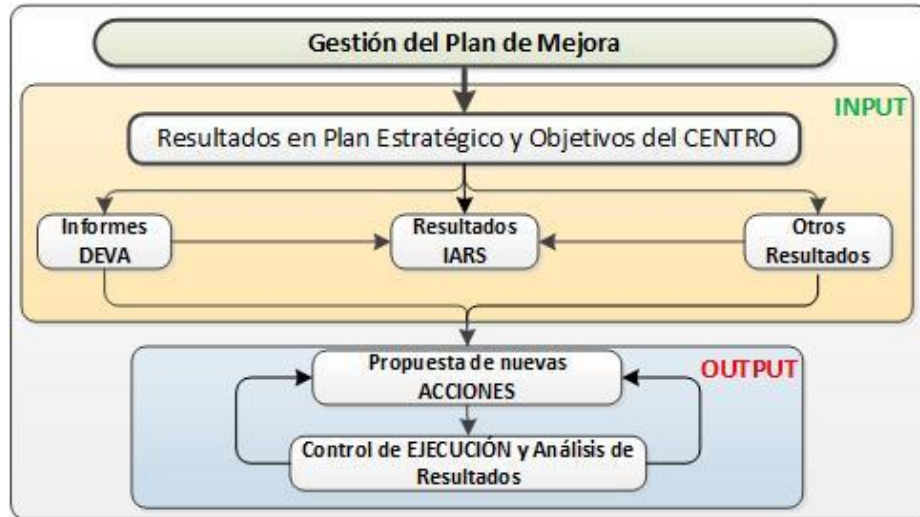 Gestión del Plan de Mejora
INPUT
Resultados en Plan Estratégico y Objetivos del CENTRO
Informes
DEVA
Resultados
IARS
Otros
Resultados
Propuesta de nuevas
ACCIONES
OUTPUT
Control de EJECUCIÓN y Análisis de
Resultados